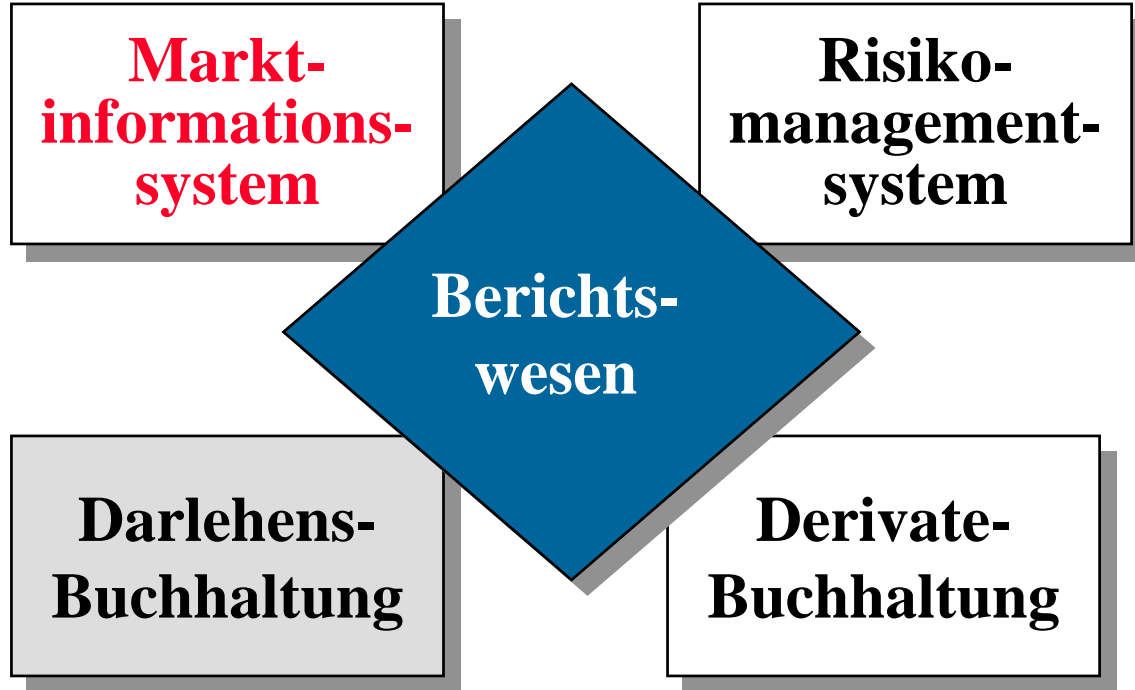 Markt-
informations-
system
Risiko-
management-
system
Berichts-
wesen
Darlehens-
Buchhaltung
Derivate-
Buchhaltung